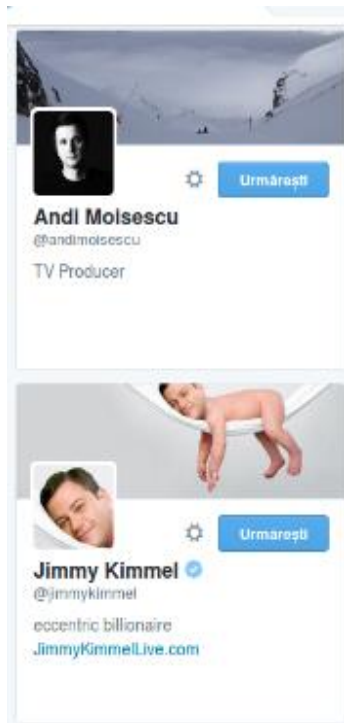 Urmărești
Andi Moisescu
@andimoisescu
TV Producer
Urmărești
Jimmy Kimmel
@jimmykimmel
eccentric billionaire
JimmyKimmelLive.com